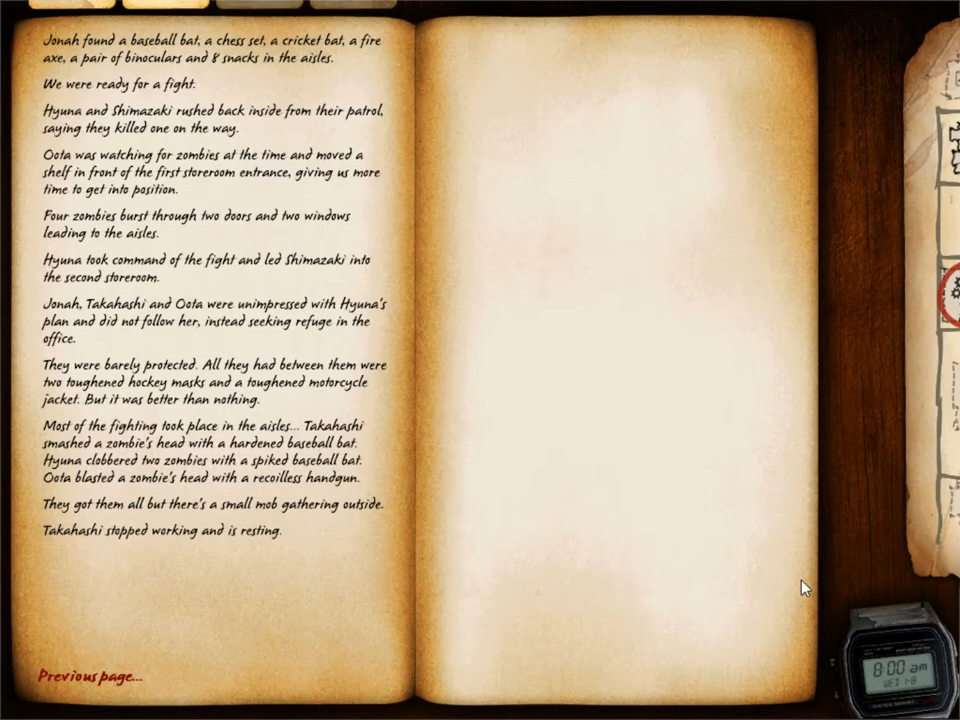 Jonah found a baseball bat, a chess set, a cricket bat, a fire
axe, a pair of binoculars and 8 snacks in the aisles.
We were ready for a fight.
Hyuna and Shimazaki rushed back inside from their patrol,
saying they killed one on the way.
Oota was watching for zombies at the time and moved a
shelf in front of the first storeroom entrance, giving us more
time to get into position.
Four zombies burst through two doors and two windows
leading to the aisles.
Hyuna took command of the fight and led Shimazaki into
the second storeroom.
Jonah, Takahashi and Oota were unimpressed with Hyuna's
plan and did not follow her, instead seeking refuge in the
office.
They were barely protected. All they had between them were
two toughened hockey masks and a toughened motorcycle
jacket. But it was better than nothing.
Most of the fighting took place in the aisles... Takahashi
smashed a zombie's head with a hardened baseball bat.
Hyuna clobbered two zombies with a spiked baseball bat.
Oota blasted a zombie's head with a recoilless handgun.
They got them all but there's a small mob gathering outside.
Takahashi stopped working and is resting.
Previous page...
8:00 am